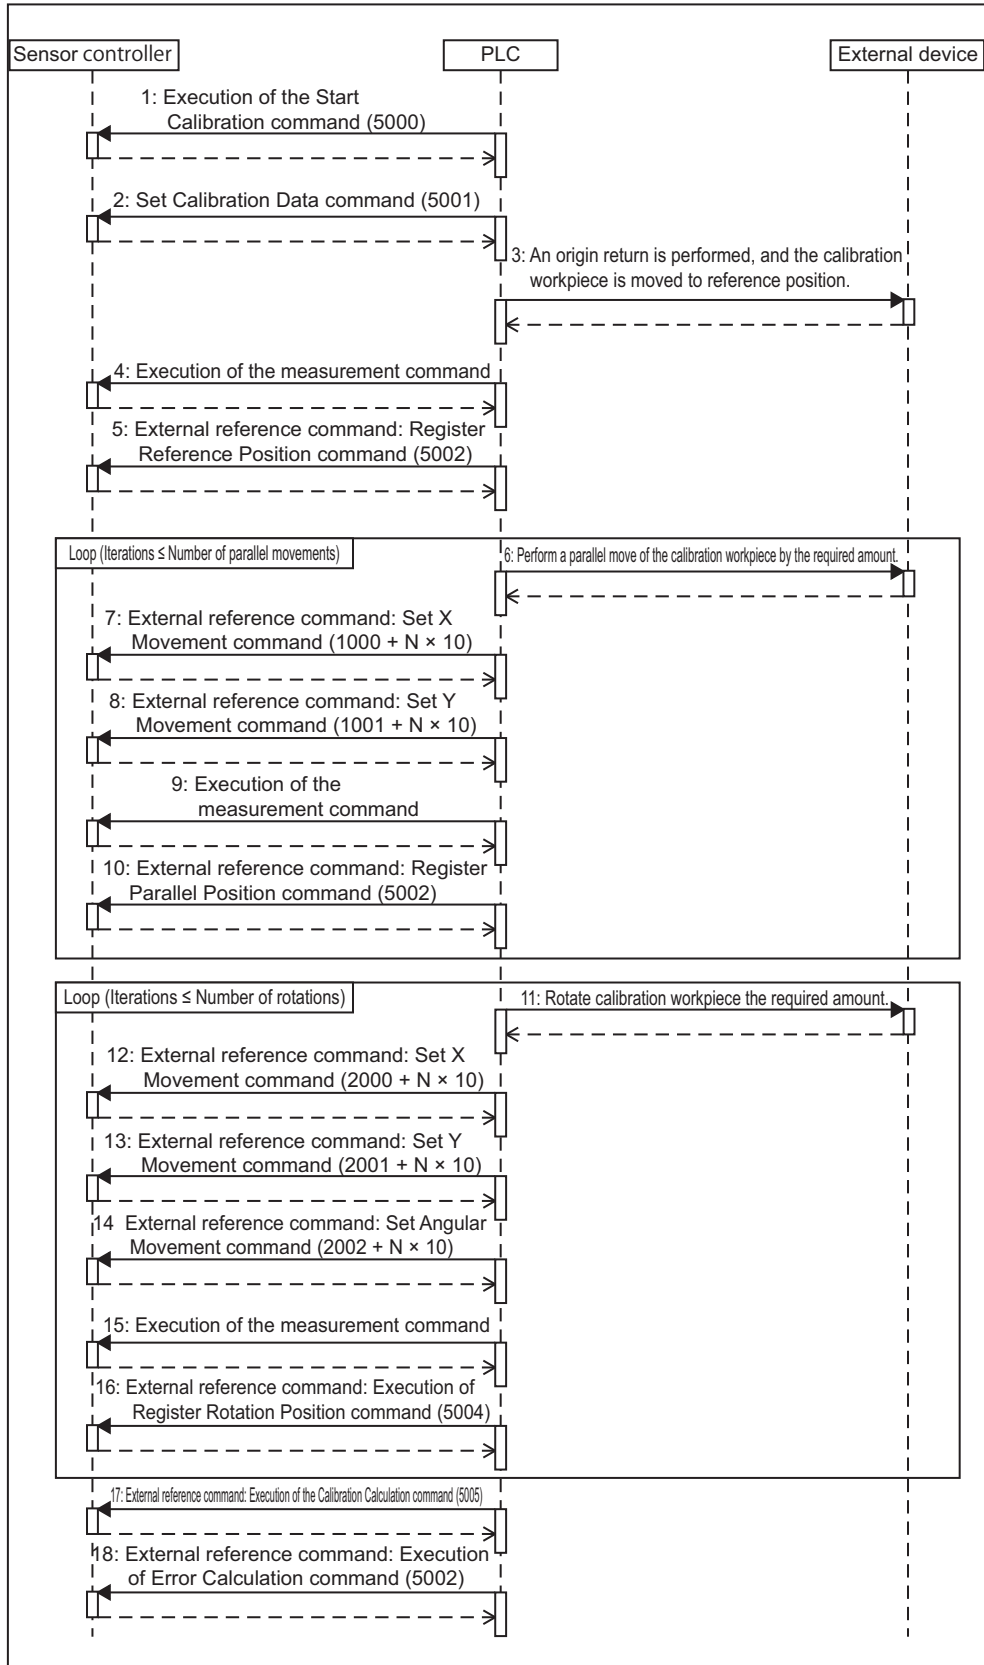 Sensor controller
PLC
External device
1: Execution of the Start
Calibration command (5000)
2: Set Calibration Data command (5001)
3: An origin return is performed, and the calibration
workpiece is moved to reference position.
4: Execution of the measurement command
5: External reference command: Register
Reference Position command (5002)
Loop (Iterations ≤ Number of parallel movements)
6: Perform a parallel move of the calibration workpiece by the required amount.
7: External reference command: Set X
Movement command (1000 + N × 10)
8: External reference command: Set Y
Movement command (1001 + N × 10)
9: Execution of the
measurement command
10: External reference command: Register
Parallel Position command (5002)
Loop (Iterations ≤ Number of rotations)
11: Rotate calibration workpiece the required amount.
12: External reference command: Set X
Movement command (2000 + N × 10)
13: External reference command: Set Y
Movement command (2001 + N × 10)
14 External reference command: Set Angular
Movement command (2002 + N × 10)
15: Execution of the measurement command
16: External reference command: Execution of
Register Rotation Position command (5004)
17: External reference command: Execution of the Calibration Calculation command (5005)
18: External reference command: Execution
of Error Calculation command (5002)